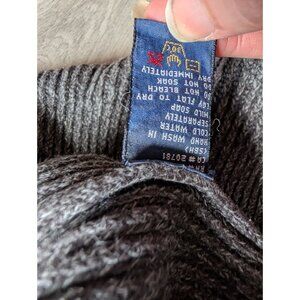 CA# 20781
(S6H)
HAND WASH IN
COLD WATER
SEPARATELY
MILD SOAP
LAY FLAT TO DRY
DO NOT BLEACH
DO NOT SOAK
DRY IMMEDIATELY